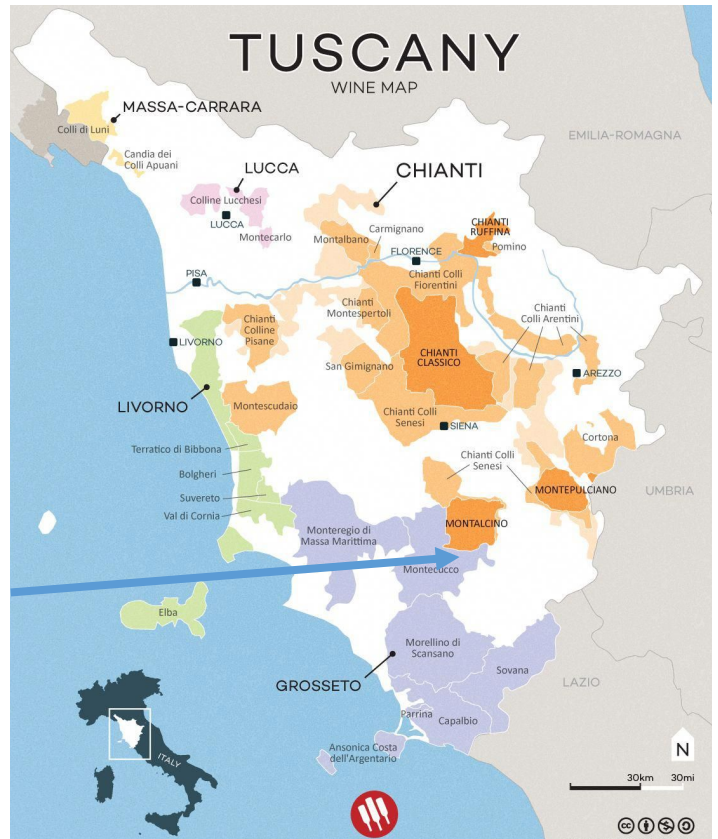 TUSCANY
WINE MAP
MASSA-CARRARA
Colli di Luni
EMILIA-ROMAGNA
Candia dei
Colli Apuani
LUCCA
CHIANTI
Colline Lucchesi
LUCCA
Montecarlo
Montalbano
Carmignano
CHIANTI
RUFFINA
Pomino
FLORENCE
PISA
Chianti Colli
Fiorentini
Chianti
Colline
Pisane
Chianti
Montespertoli
Chianti
Colli Arentini
LIVORNO
CHIANTI
CLASSICO
San Gimignano
AREZZO
LIVORNO
Montescudaio
Chianti Colli
Senesi
SIENA
Cortona
Terratico di Bibbona
Chianti Colli
Senesi
Bolgheri
MONTEPULCIANO
UMBRIA
Suvereto
Val di Cornia
Monteregio di
Massa Marittima
MONTALCINO
Montecucco
Elba
Morellino di
Scansano
Sovana
GROSSETO
LAZIO
Parrina
Capalbio
Ansonica Costa
dell'Argentario
ITALY
N
30km 30mi
cc